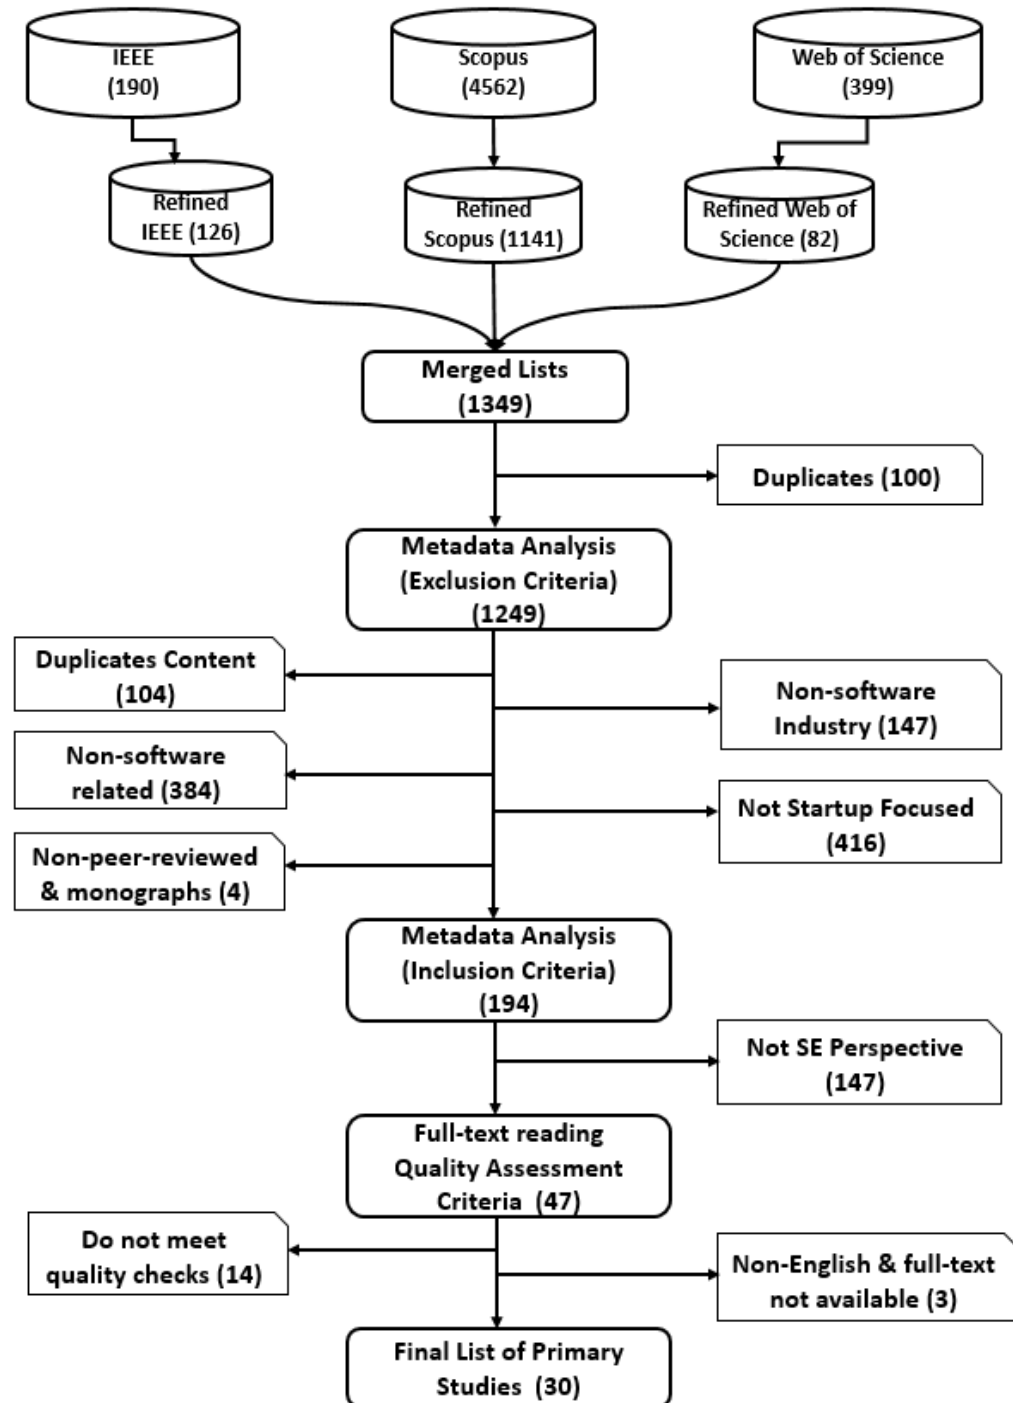 IEEE
(190)
Scopus
(4562)
Web of Science
(399)
Refined
IEEE (126)
Refined
Scopus (1141)
Refined Web of
Science (82)
Merged Lists
(1349)
Duplicates (100)
Metadata Analysis
(Exclusion Criteria)
(1249)
Duplicates Content
(104)
Non-software
Industry (147)
Non-software
related (384)
Not Startup Focused
(416)
Non-peer-reviewed
& monographs (4)
Metadata Analysis
(Inclusion Criteria)
(194)
Not SE Perspective
(147)
Full-text reading
Quality Assessment
Criteria (47)
Do not meet
quality checks (14)
Non-English & full-text
not available (3)
Final List of Primary
Studies (30)